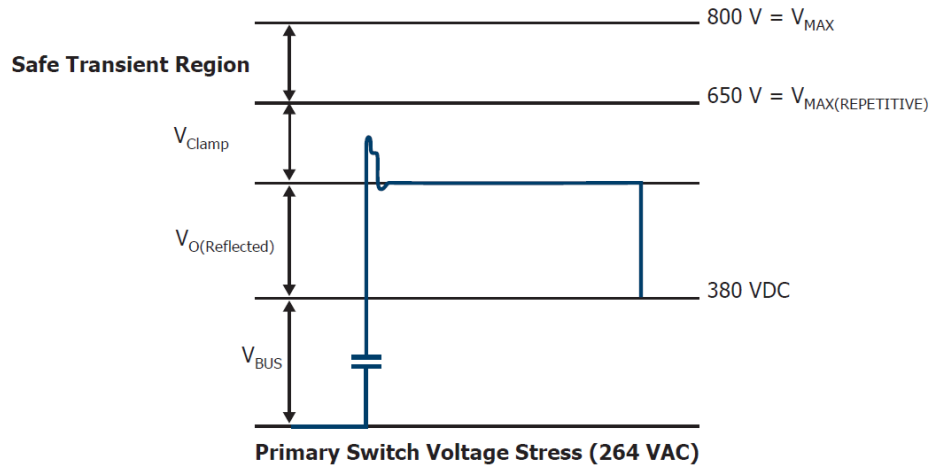 800 V = VMAX
Safe Transient Region
650 V = VMAX(REPETITIVE)
VClamp
VO(Reflected)
380 VDC
VBUS
Primary Switch Voltage Stress (264 VAC)